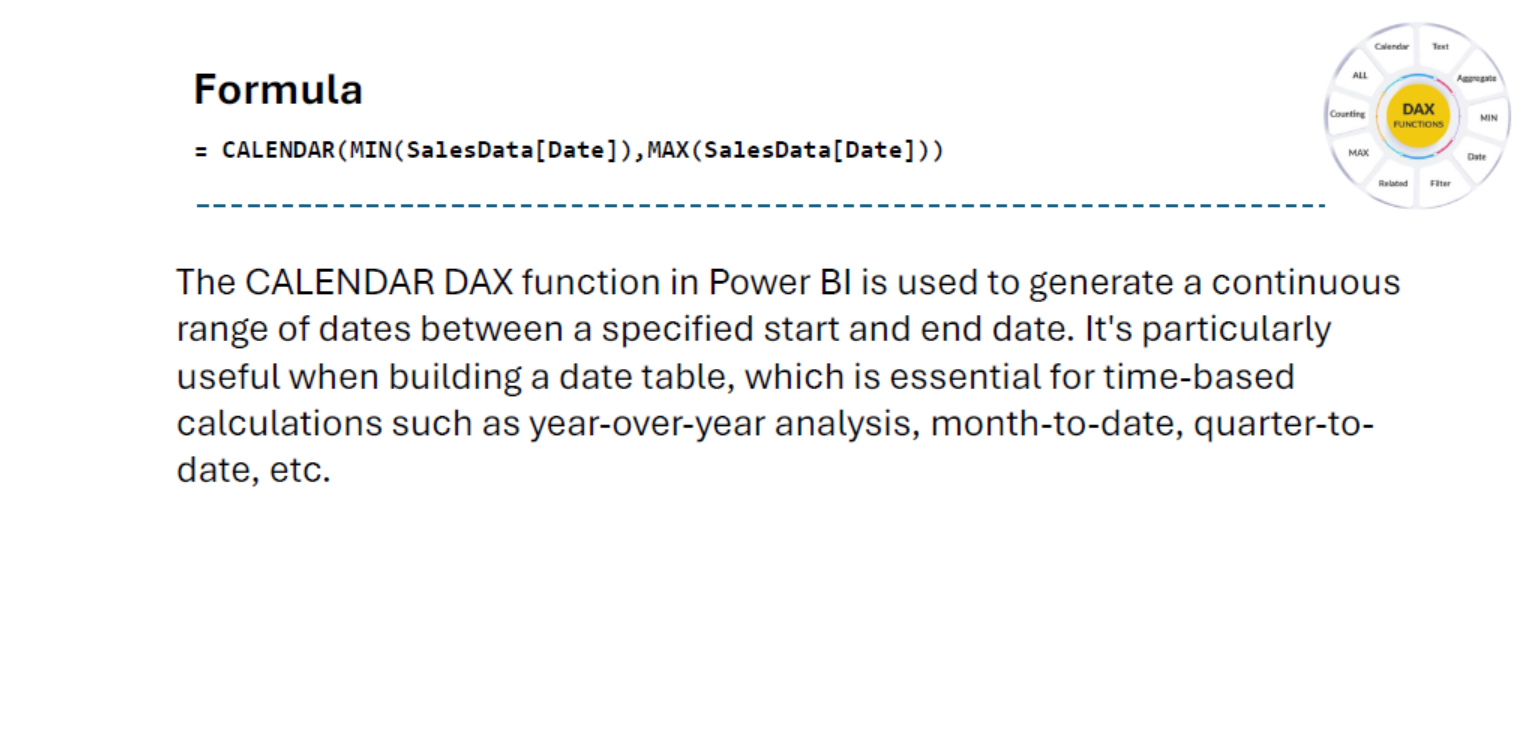 Formula
= CALENDAR(MIN(SalesData[Date]),MAX(SalesData[Date]))
The CALENDAR DAX function in Power BI is used to generate a continuous
range of dates between a specified start and end date. It's particularly
useful when building a date table, which is essential for time-based
calculations such as year-over-year analysis, month-to-date, quarter-to-
date, etc.
Calendar
Text
ALL
Aggregate
Counting
DAX
FUNCTIONS
MIN
MAX
Date
Related
Filter